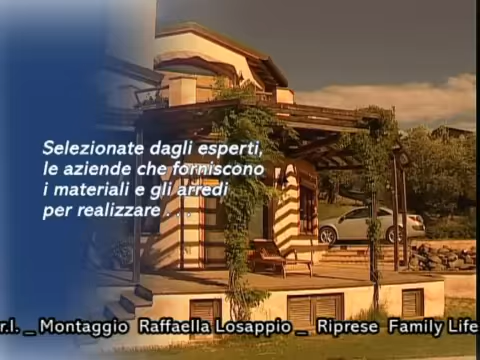 Selezionate dagli esperti,
le aziende che forniscono
i materiali e gli arredi
per realizzare . . .
r.l. _ Montaggio Raffaella Losappio _ Riprese Family Life